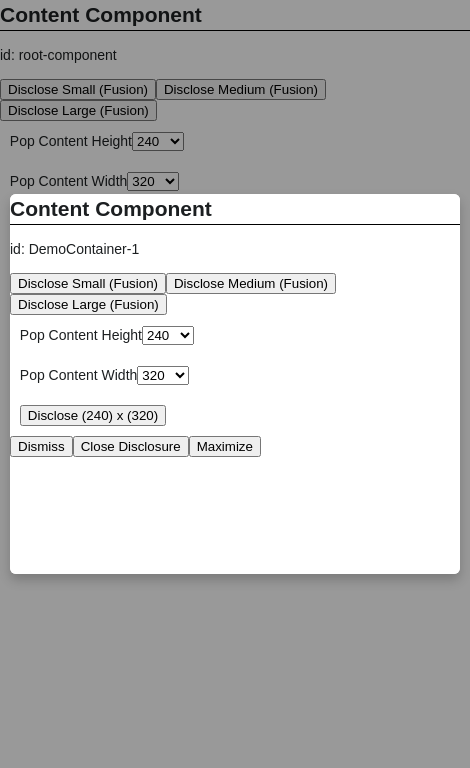 Content Component
id: root-component
Disclose Small (Fusion) Disclose Medium (Fusion)
Disclose Large (Fusion)
Pop Content Height 240
Pop Content Width 320
Content Component
id: DemoContainer-1
Disclose Small (Fusion) Disclose Medium (Fusion)
Disclose Large (Fusion)
Pop Content Height 240
Pop Content Width 320
Disclose (240) x (320)
Dismiss Close Disclosure Maximize